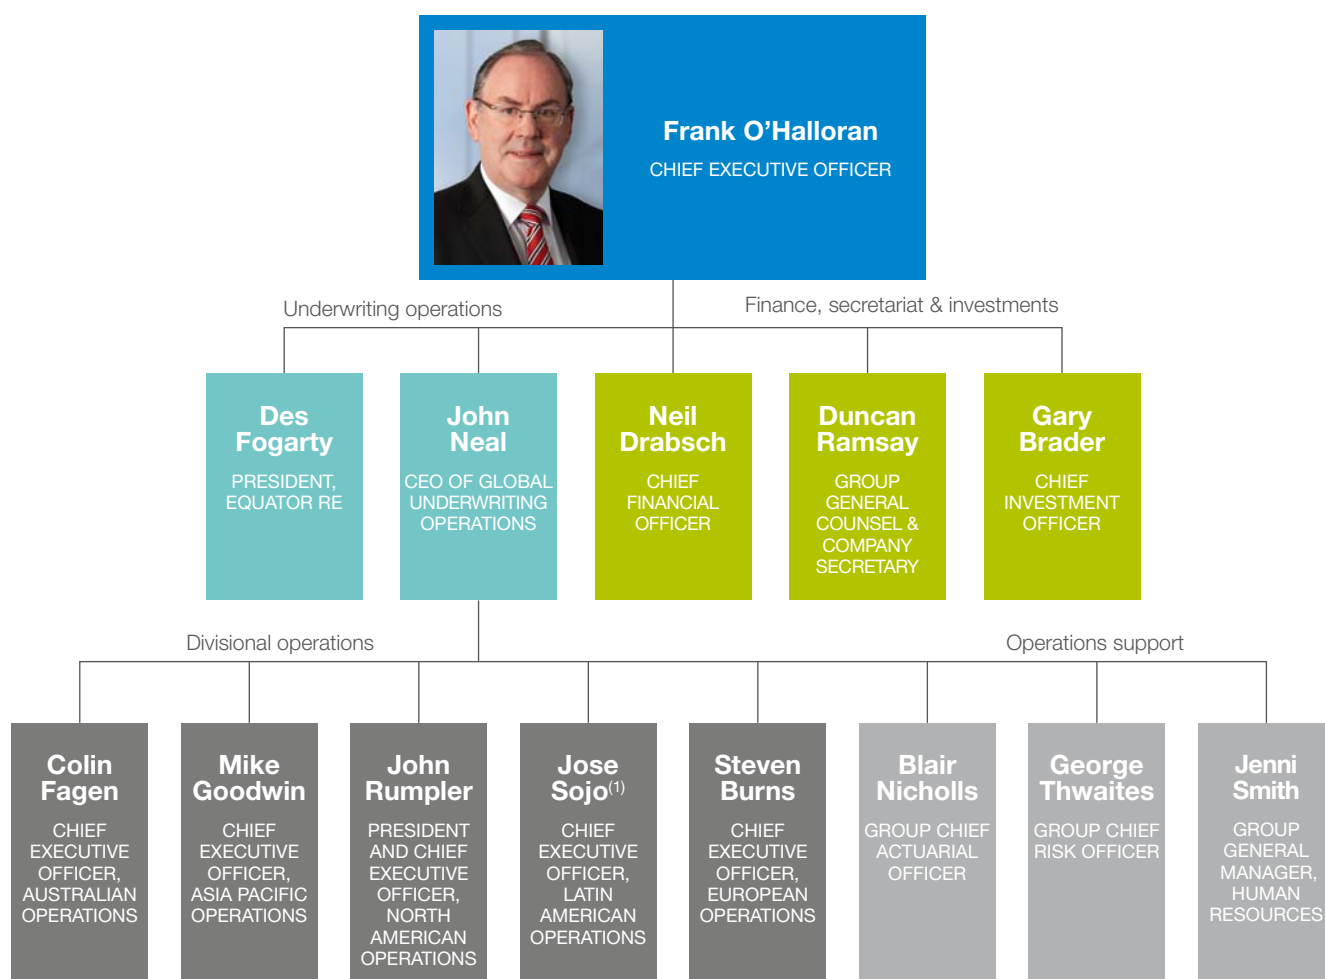 Frank O’Halloran
CHIEF EXECUTIVE OFFICER
Underwriting operations
Finance, secretariat & investments
Des
Fogarty
PRESIDENT,
EQUATOR RE
John
Neal
CEO OF GLOBAL
UNDERWRITING
OPERATIONS
Neil
Drabsch
CHIEF
FINANCIAL
OFFICER
Duncan
Ramsay
GROUP
GENERAL
COUNSEL &
COMPANY
SECRETARY
Gary
Brader
CHIEF
INVESTMENT
OFFICER
Divisional operations
Operations support
Colin
Fagen
CHIEF
EXECUTIVE
OFFICER,
AUSTRALIAN
OPERATIONS
Mike
Goodwin
CHIEF
EXECUTIVE
OFFICER,
ASIA PACIFIC
OPERATIONS
John
Rumpler
PRESIDENT
AND CHIEF
EXECUTIVE
OFFICER,
NORTH
AMERICAN
OPERATIONS
Jose
Sojo(1)
CHIEF
EXECUTIVE
OFFICER,
LATIN
AMERICAN
OPERATIONS
Steven
Burns
CHIEF
EXECUTIVE
OFFICER,
EUROPEAN
OPERATIONS
Blair
Nicholls
GROUP CHIEF
ACTUARIAL
OFFICER
George
Thwaites
GROUP CHIEF
RISK OFFICER
Jenni
Smith
GROUP
GENERAL
MANAGER,
HUMAN
RESOURCES